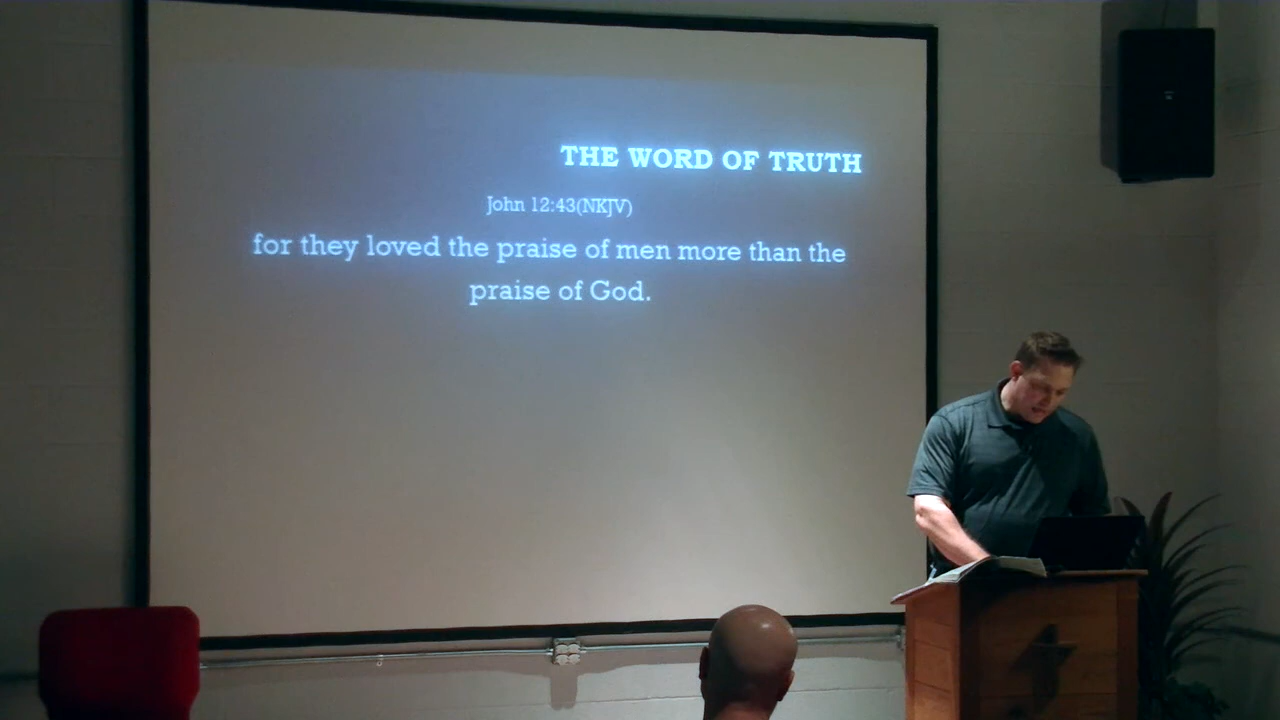 THE WORD OF TRUTH
John 12:43(NKJV)
for they loved the praise of men more than the
praise of God.